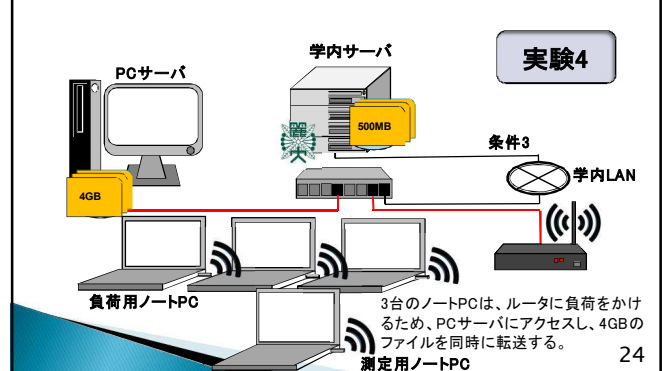 学内サーバ
実験4
PCサーバ
500MB
条件3
学内LAN
4GB
負荷用ノートPC
3台のノートPCは、ルータに負荷をかけ
るため、PCサーバにアクセスし、4GBの
ファイルを同時に転送する。
測定用ノートPC
24